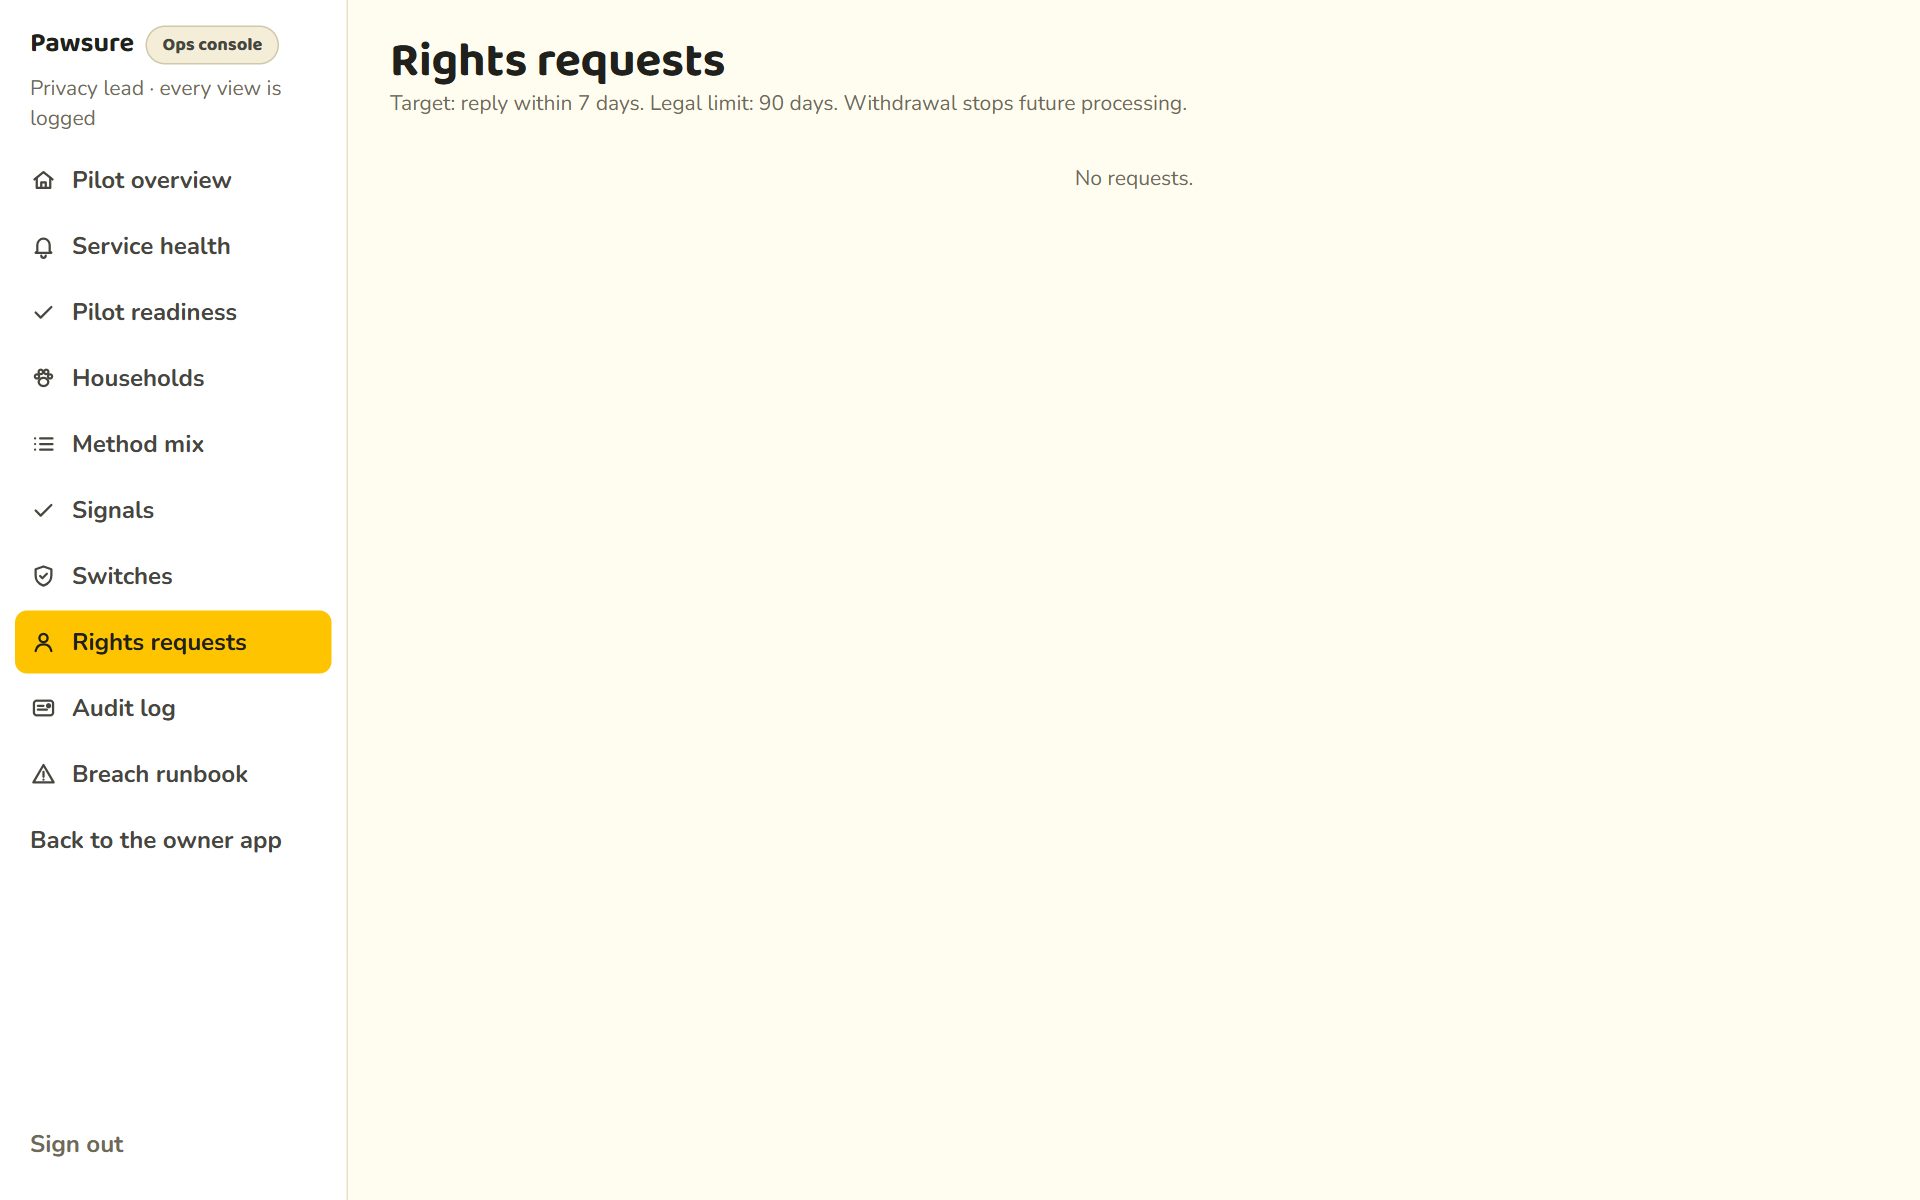 Pawsure
Ops console
Privacy lead · every view is
logged
Pilot overview
Service health
Pilot readiness
Households
Method mix
Signals
Switches
Rights requests
Audit log
Breach runbook
Back to the owner app
Sign out
Rights requests
Target: reply within 7 days. Legal limit: 90 days. Withdrawal stops future processing.
No requests.